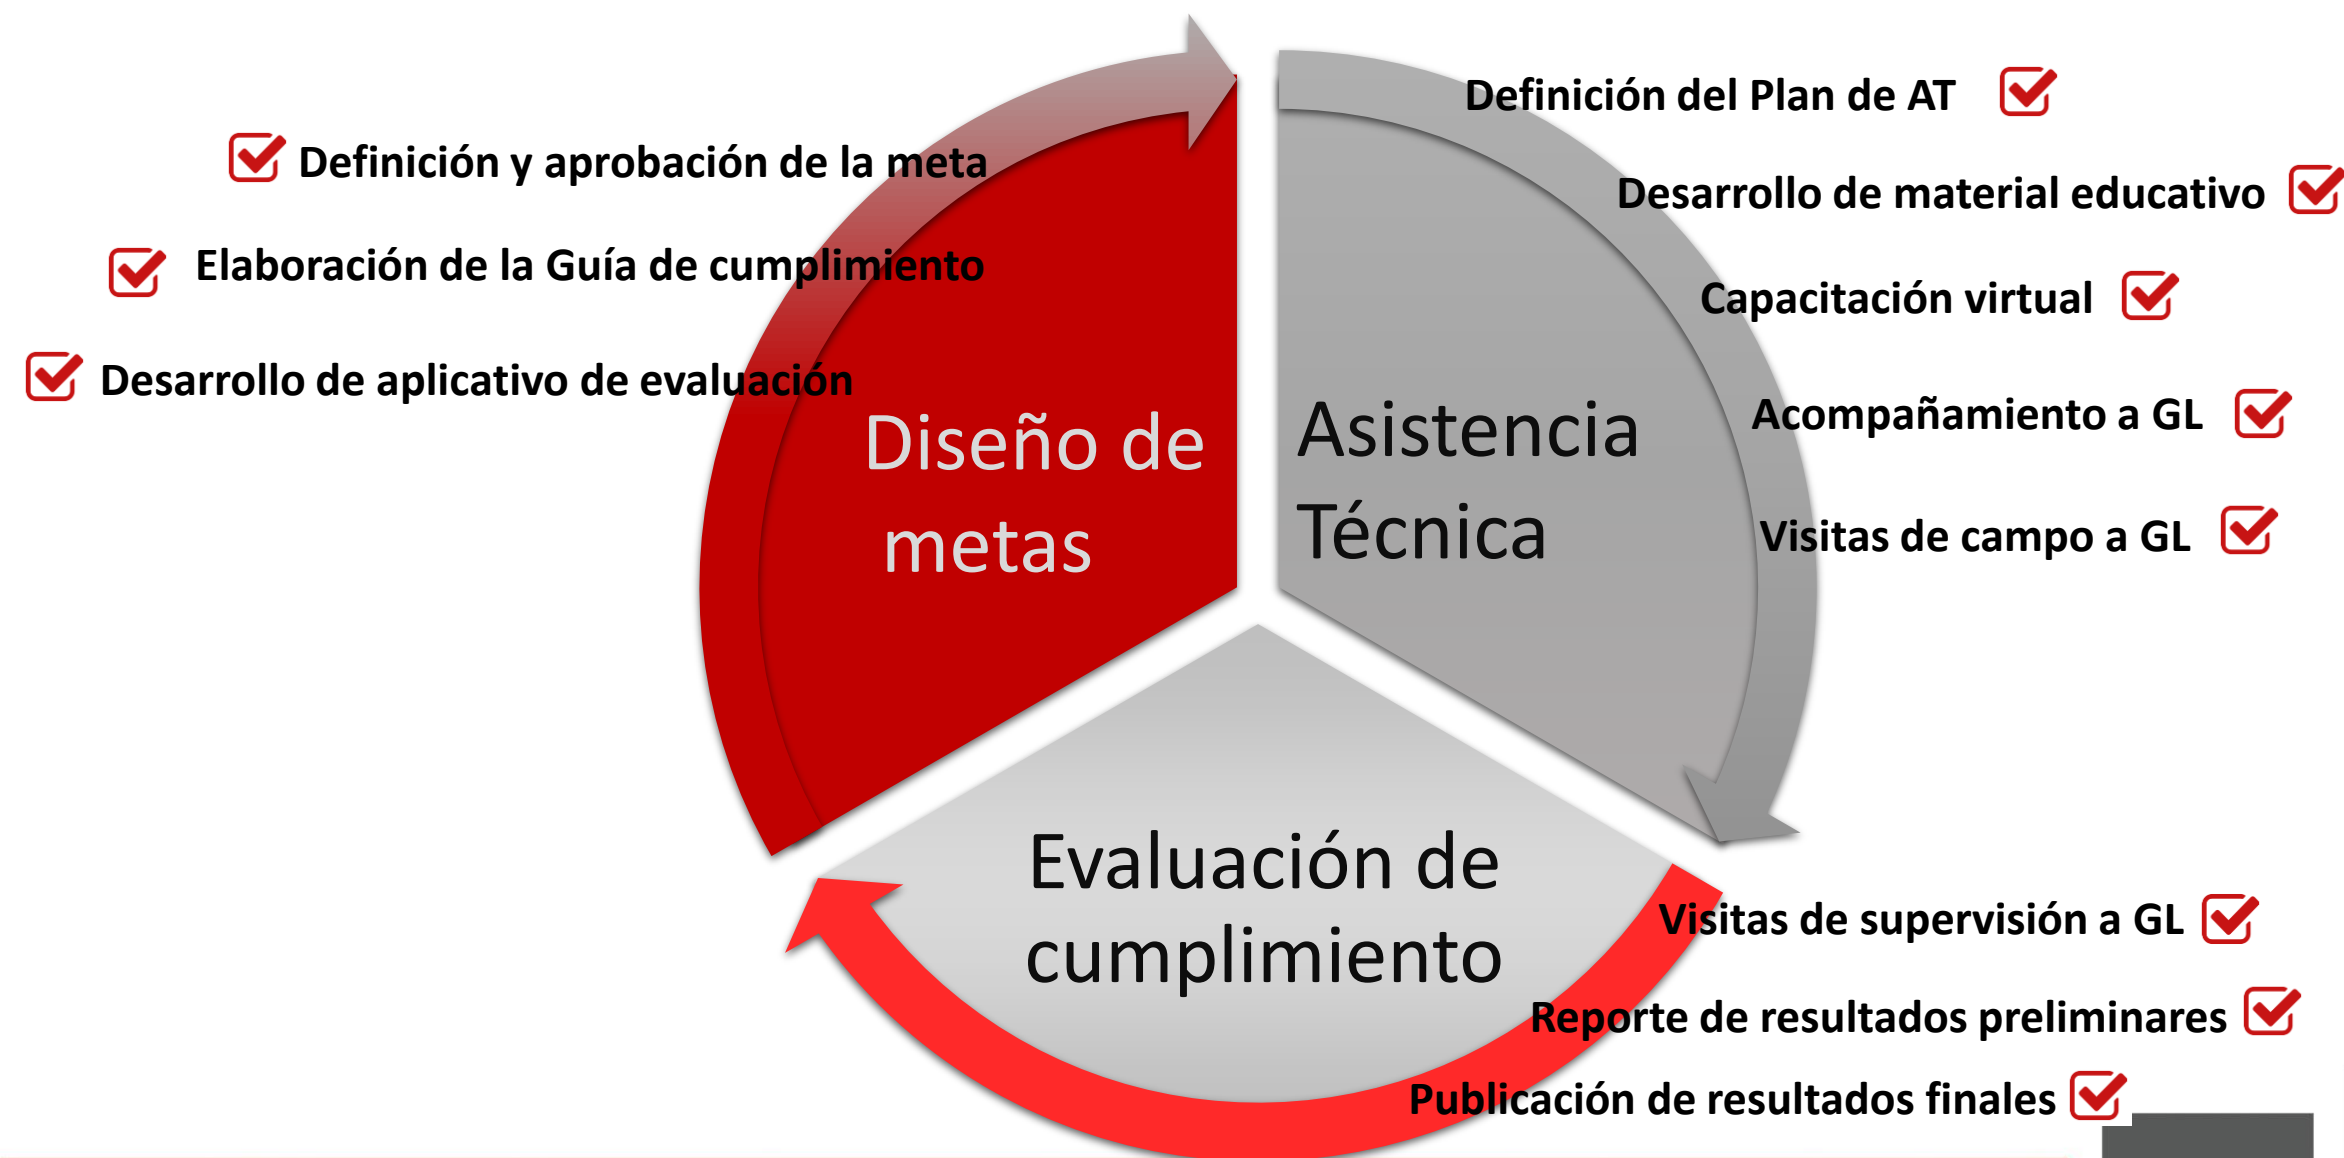 Definición y aprobación de la meta
Elaboración de la Guía de cumplimiento
Desarrollo de aplicativo de evaluación
Diseño de
metas
Definición del Plan de AT
Desarrollo de material educativo
Capacitación virtual
Acompañamiento a GL
Visitas de campo a GL
Asistencia
Técnica
Evaluación de
cumplimiento
Visitas de supervisión a GL
Reporte de resultados preliminares
Publicación de resultados finales